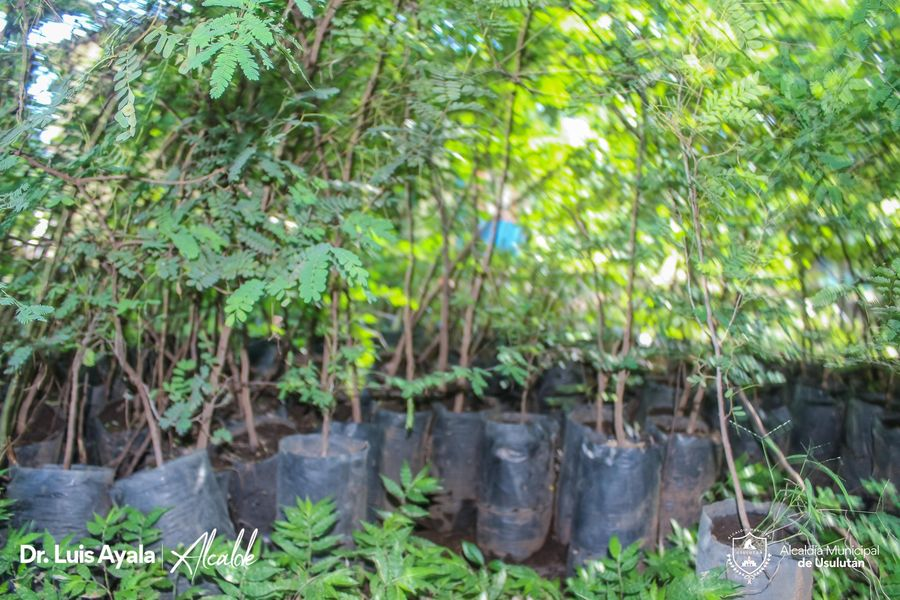 Dr. Luis Ayala | Alcalde
Alcaldía Municipal
de Usulután